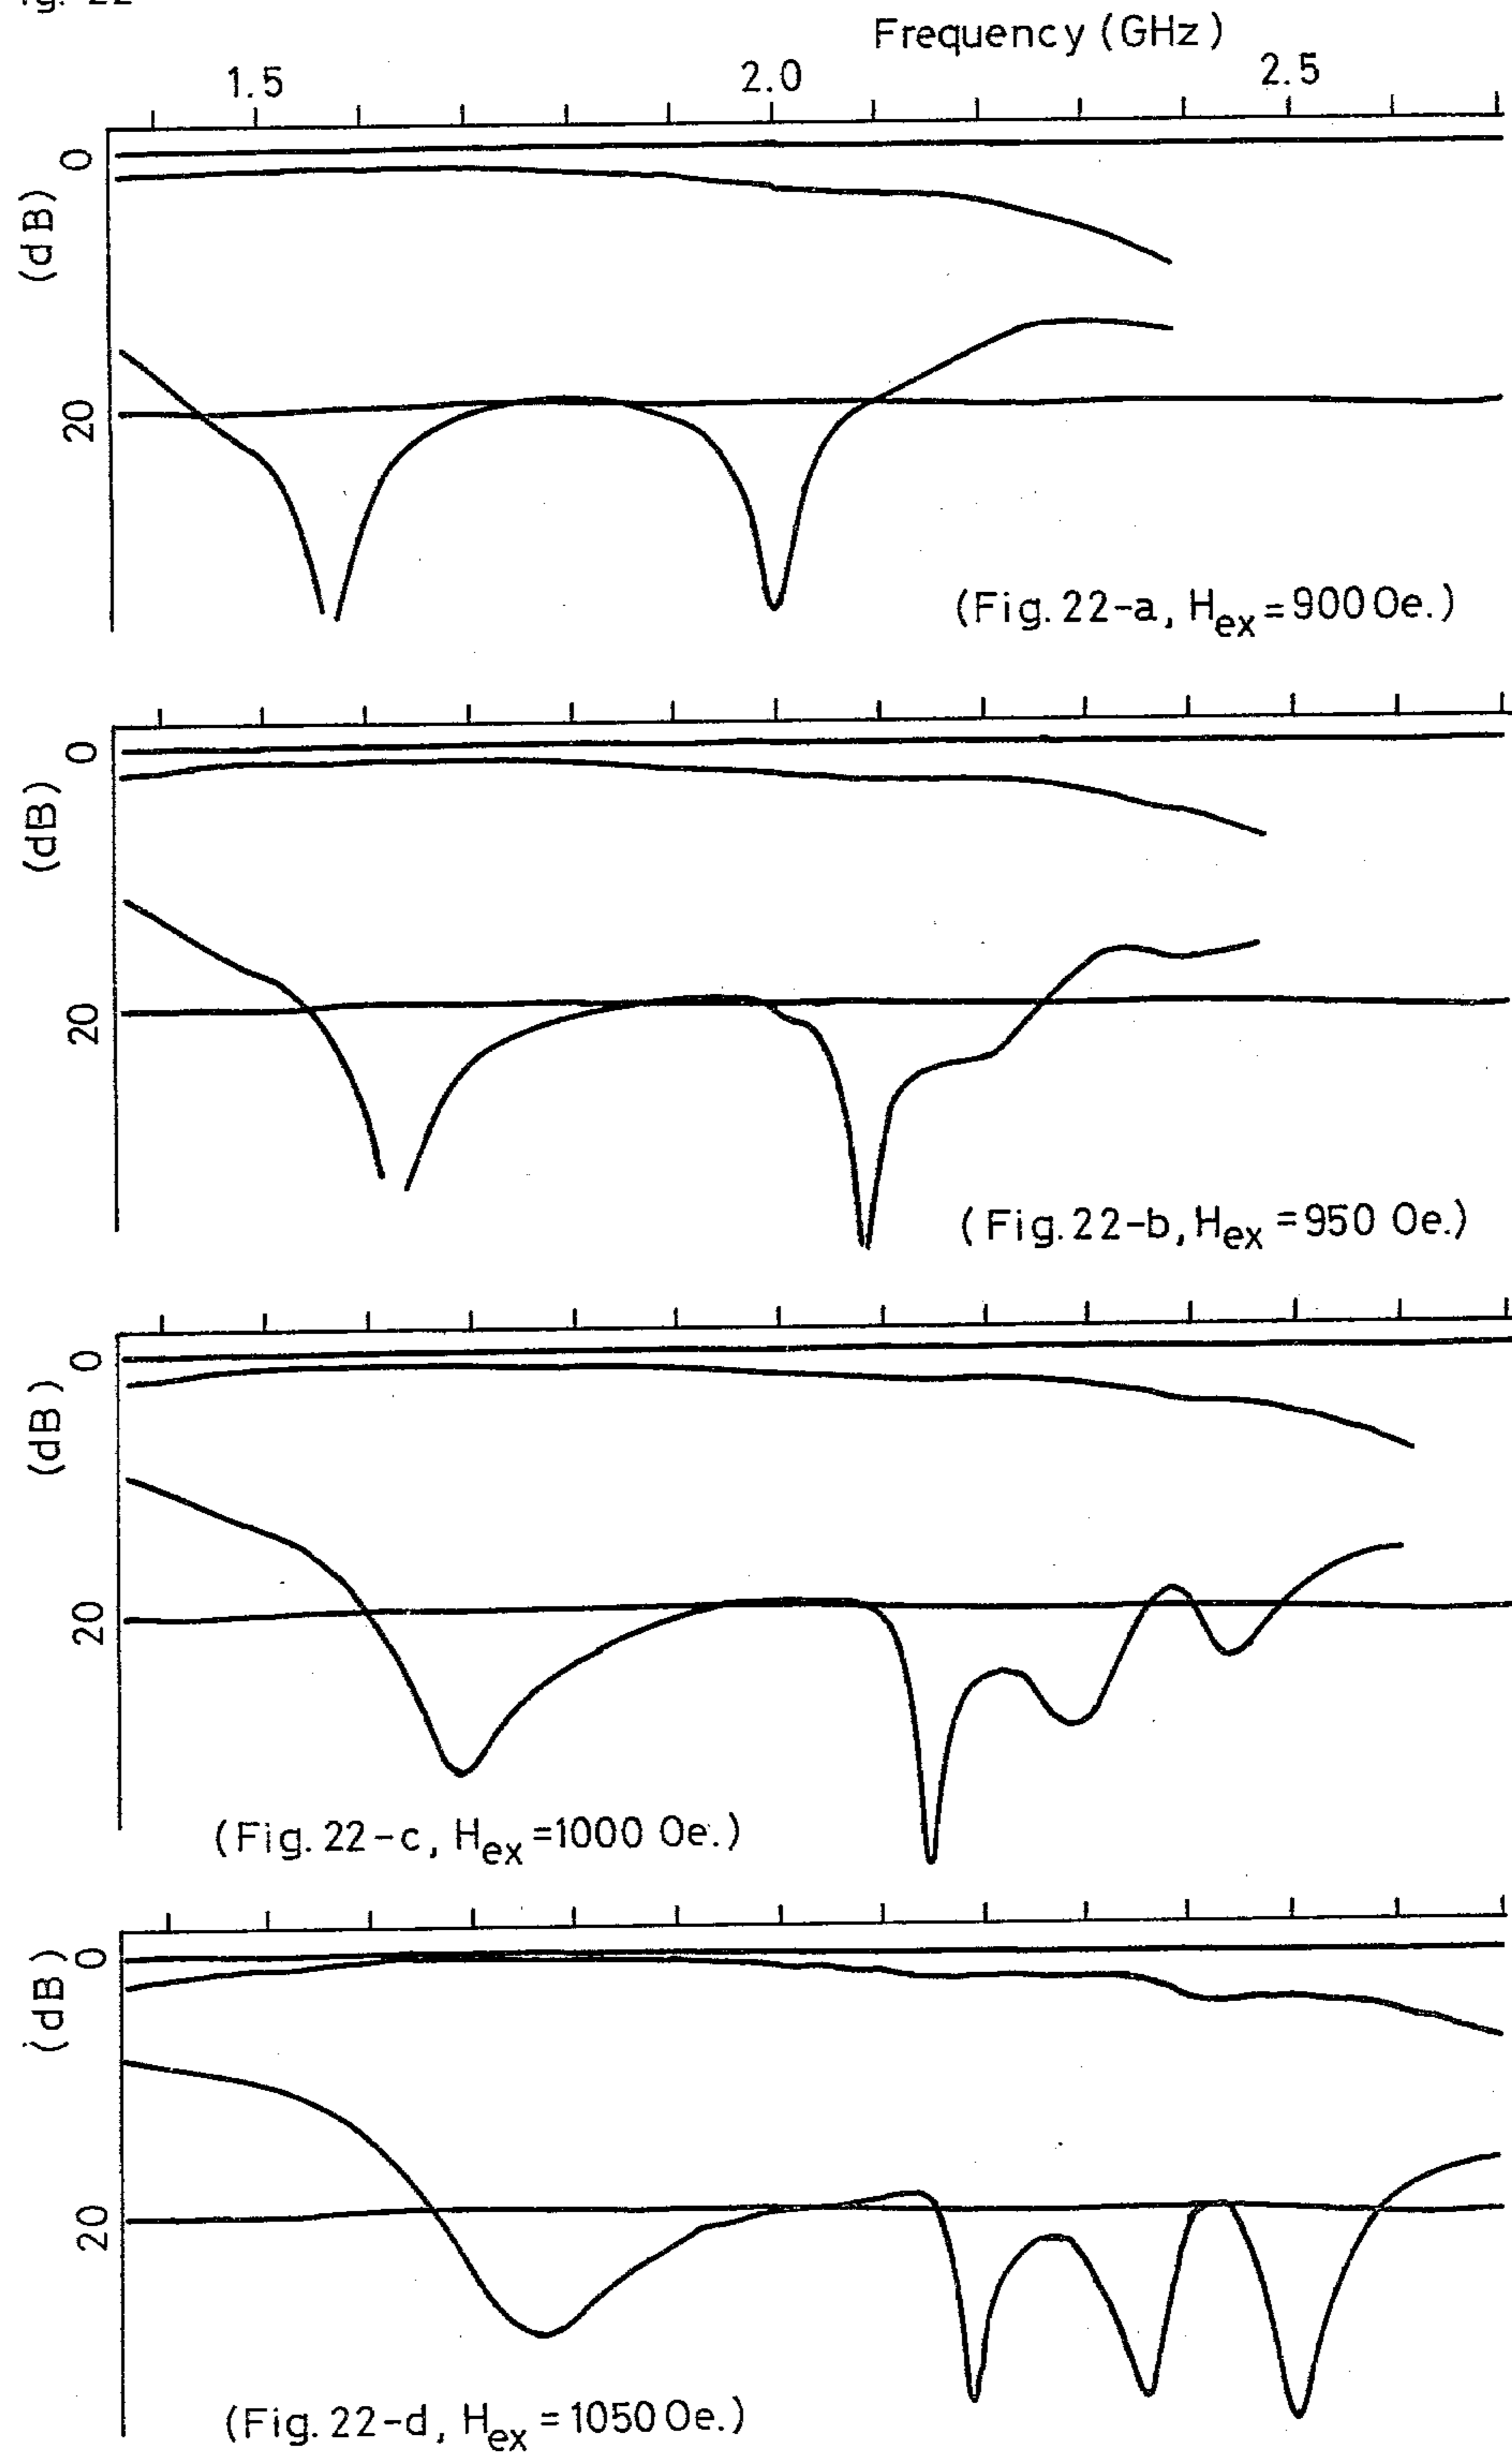 ig. 22
Frequency (GHz)
1.5 2.0 2.5
0
(dB)
20
(Fig. 22-a, Hex = 900 Oe.)
0
(dB)
20
(Fig. 22-b, Hex = 950 Oe.)
0
(dB)
20
(Fig. 22-c, Hex = 1000 Oe.)
0
(dB)
20
(Fig. 22-d, Hex = 1050 Oe.)